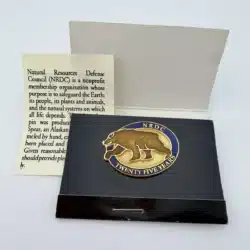 Natural Resources Defense
Council (NRDC) is a nonprofit
membership organization whose
purpose is to safeguard the Earth:
its people, its plants and animals,
and the natural systems on which
all life depends.
pin was
Spear, an Alaskan
by hand,
been placed and
Given reasonable
should
NRDC
TWENTY FIVE YEARS